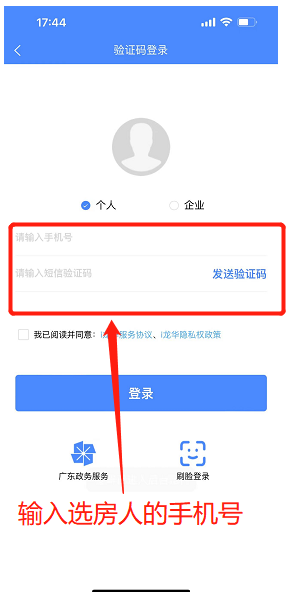 17:44
验证码登录
个人 企业
请输入手机号
请输入短信验证码 发送验证码
我已阅读并同意: 服务协议、i龙华隐私权政策
登录
广东政务服务 刷脸登录
输入选房人的手机号